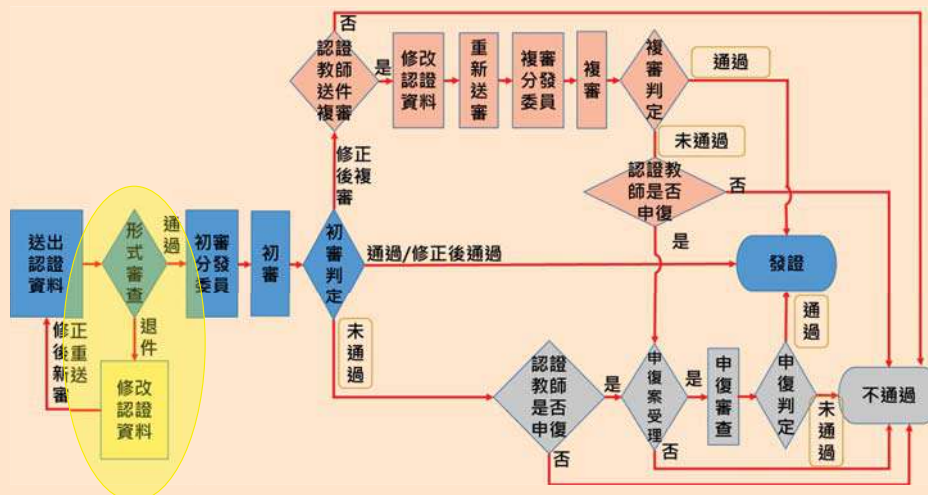 否
認證
教師
送件
複審
是
修改
認證
資料
重新
送審
複審
分發
委員
複審
複審
判定
通過
未通過
認證教
師是否
申復
否
是
修正
後複
審
送出
認證
資料
形式
審查
通過
初審
分發
委員
初審
初審
判定
通過/修正後通過
發證
退件
修正
後重
新送
審
修改
認證
資料
未
通
過
認證
教師
是否
申復
是
否
申復
案受
理
是
否
申復
審查
申復
判定
通
過
未
通
過
不通過